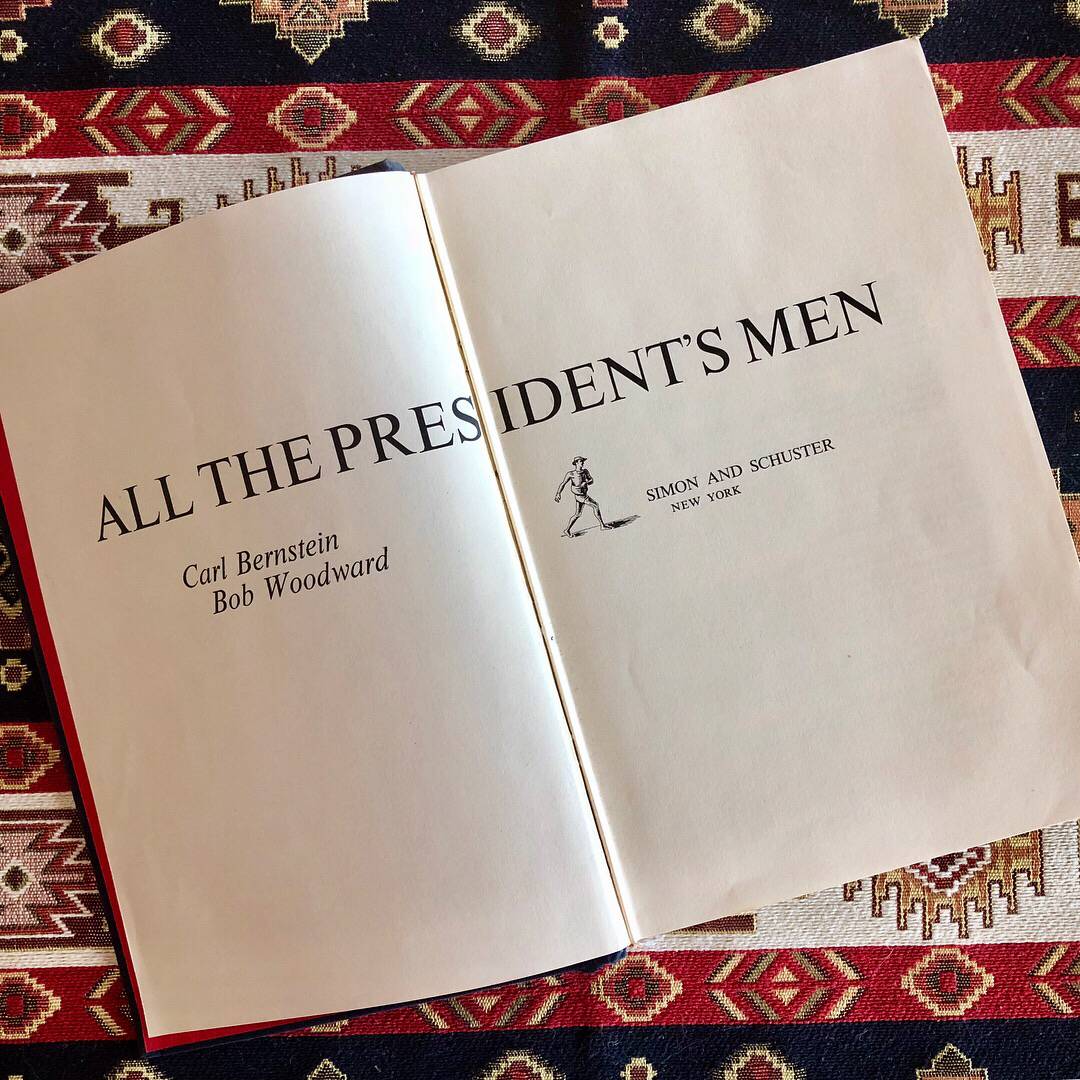 ALL THE PRESIDENT'S MEN
Carl Bernstein
Bob Woodward
SIMON AND SCHUSTER
NEW YORK